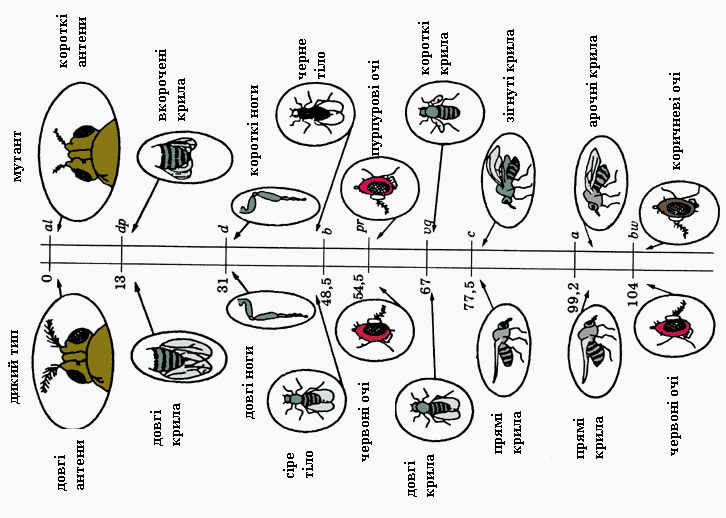 мутант
короткі
антени
вкорочені
крила
короткі ноги
черне
тіло
пурпурові очі
короткі
крила
зігнуті крила
арочні крила
коричневі очі
al
dp
d
b
pr
vq
c
a
bw
0
13
31
48,5
54,5
67
77,5
99,2
104
дикий тип
довгі
антени
довгі
крила
довгі ноги
сіре
тіло
червоні очі
довгі
крила
прямі
крила
прямі
крила
червоні очі